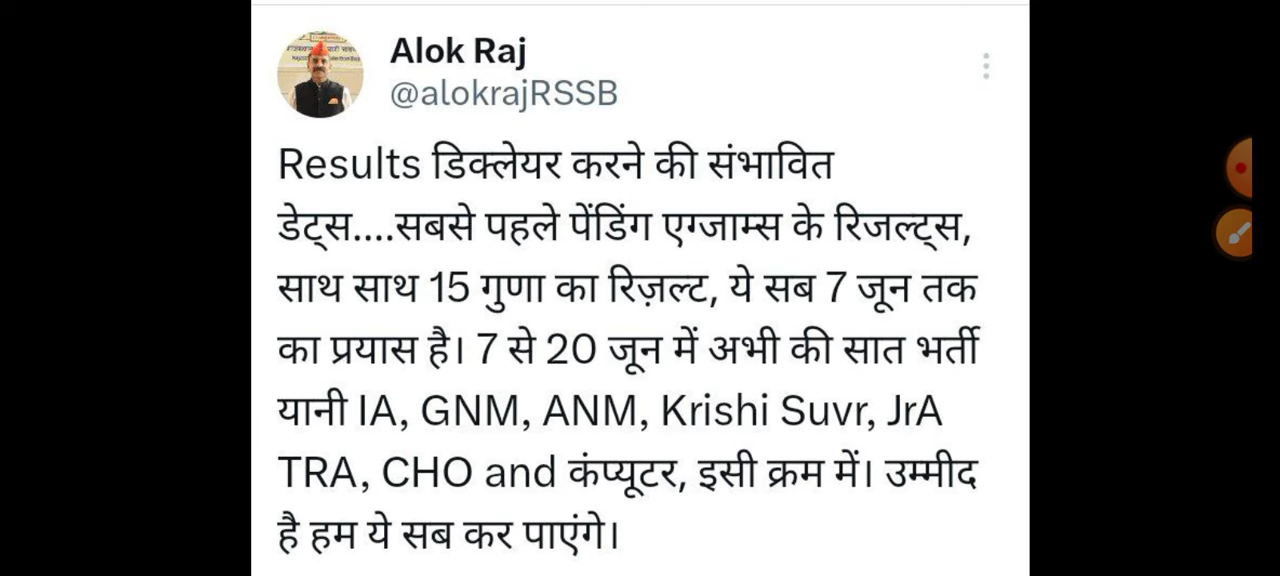 Alok Raj
@alokrajRSSB
Results डिक्लेयर करने की संभावित
डेट्स....सबसे पहले पेंडिंग एग्जाम्स के रिजल्ट्स,
साथ साथ 15 गुणा का रिज़ल्ट, ये सब 7 जून तक
का प्रयास है। 7 से 20 जून में अभी की सात भर्ती
यानी IA, GNM, ANM, Krishi Suvr, JrA
TRA, CHO and कंप्यूटर, इसी क्रम में। उम्मीद
है हम ये सब कर पाएंगे।